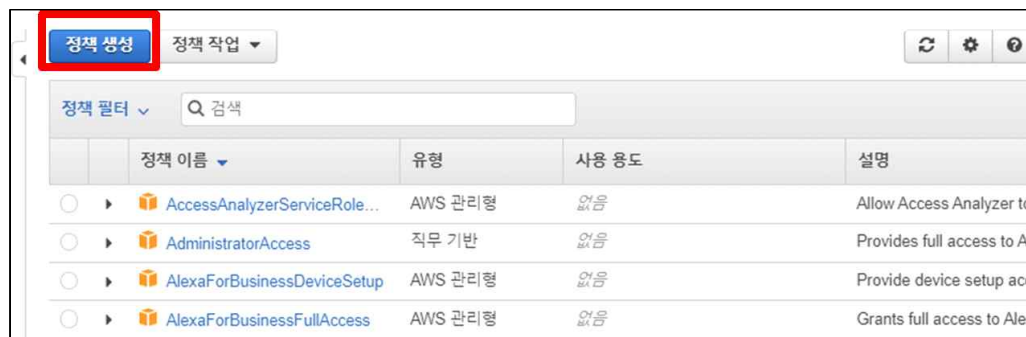 정책 생성 정책 작업
정책 필터 검색
정책 이름 유형 사용 용도 설명
AccessAnalyzerServiceRole... AWS 관리형 없음 Allow Access Analyzer to
AdministratorAccess 직무 기반 없음 Provides full access to A
AlexaForBusinessDeviceSetup AWS 관리형 없음 Provide device setup acc
AlexaForBusinessFullAccess AWS 관리형 없음 Grants full access to Ale